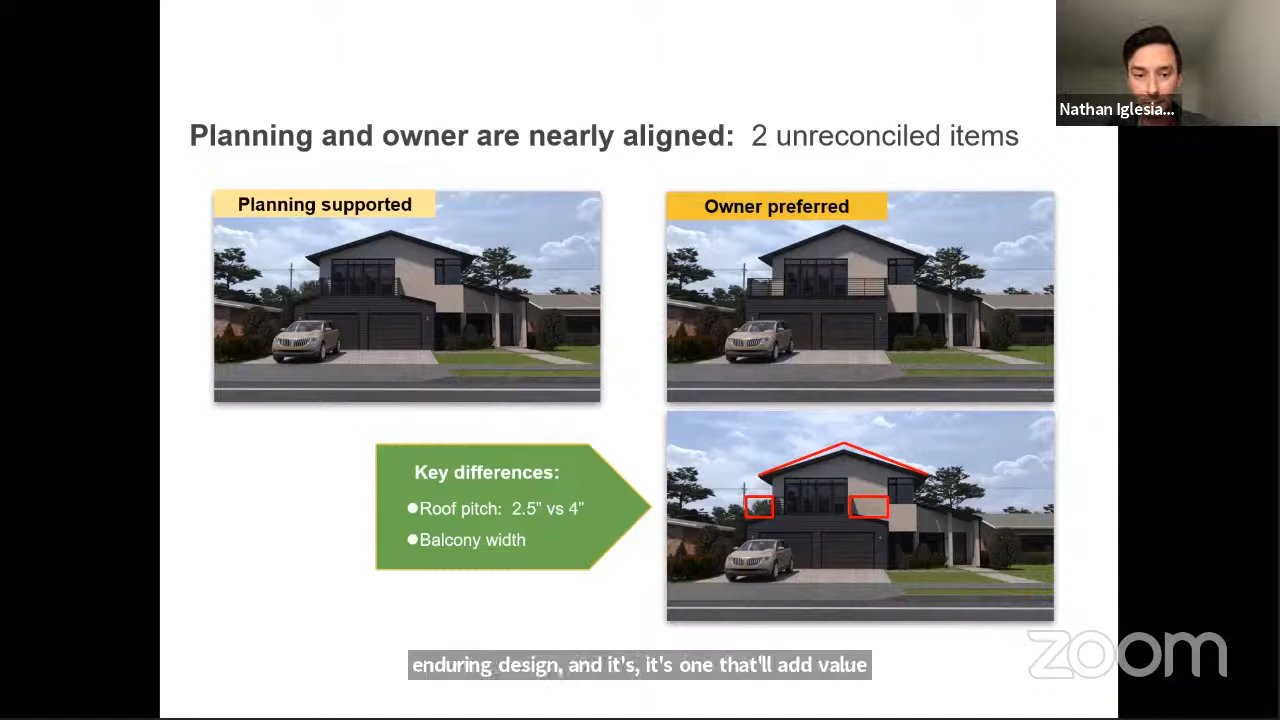 Nathan Iglesia...
Planning and owner are nearly aligned: 2 unreconciled items
Planning supported
Owner preferred
Key differences:
●Roof pitch: 2.5” vs 4”
●Balcony width
enduring design, and it's, it's one that'll add value
zoom